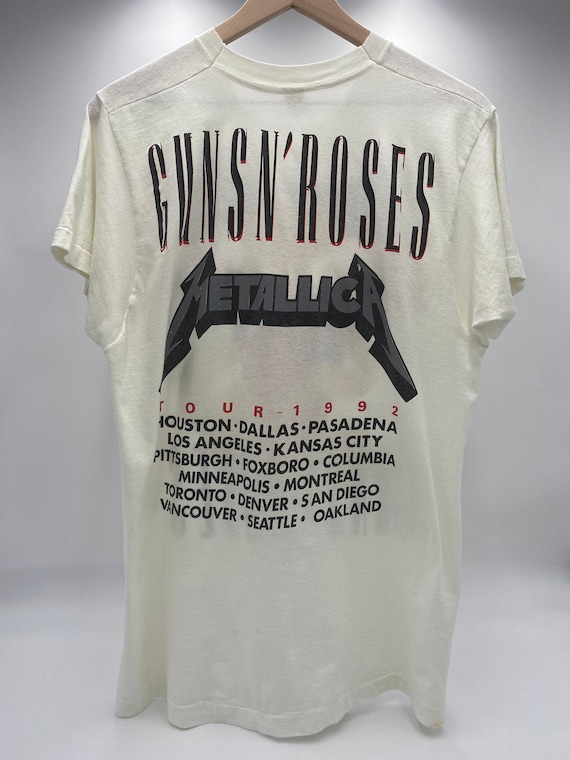 GUNS N' ROSES
METALLICA
TOUR-1992
HOUSTON • DALLAS • PASADENA
LOS ANGELES • KANSAS CITY
PITTSBURGH • FOXBORO • COLUMBIA
MINNEAPOLIS • MONTREAL
TORONTO • DENVER • SAN DIEGO
VANCOUVER • SEATTLE • OAKLAND